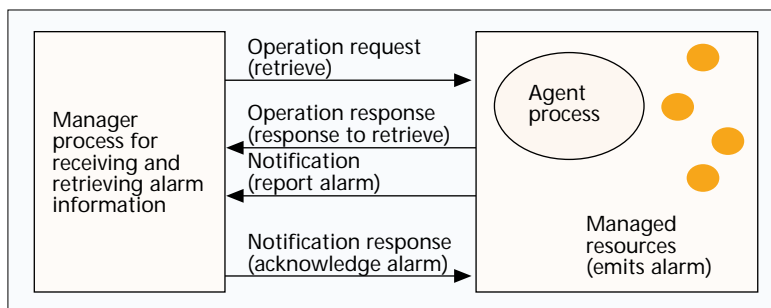 Manager
process for
receiving and
retrieving alarm
information
Operation request
(retrieve)
Operation response
(response to retrieve)
Notification
(report alarm)
Notification response
(acknowledge alarm)
Agent
process
Managed
resources
(emits alarm)